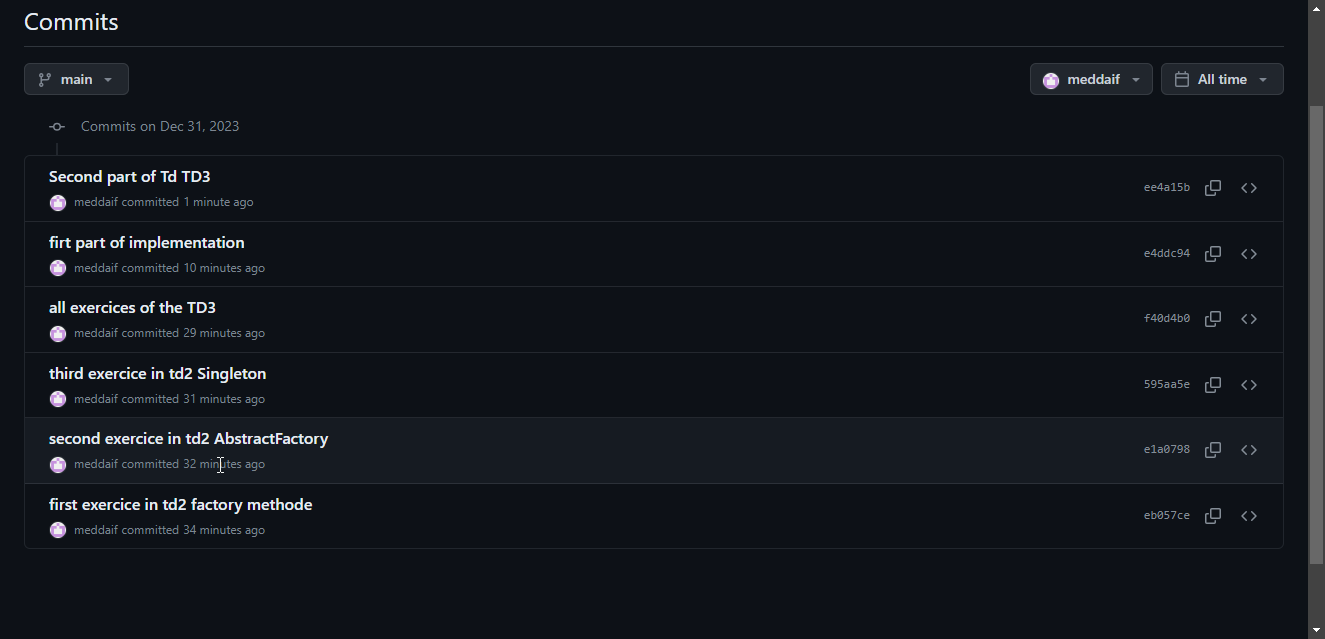 Commits
main
meddaif
All time
Commits on Dec 31, 2023
Second part of Td TD3
meddaif committed 1 minute ago
ee4a15b
firt part of implementation
meddaif committed 10 minutes ago
e4ddc94
all exercices of the TD3
meddaif committed 29 minutes ago
f40d4b0
third exercice in td2 Singleton
meddaif committed 31 minutes ago
595aa5e
second exercice in td2 AbstractFactory
meddaif committed 32 minutes ago
e1a0798
first exercice in td2 factory methode
meddaif committed 34 minutes ago
eb057ce